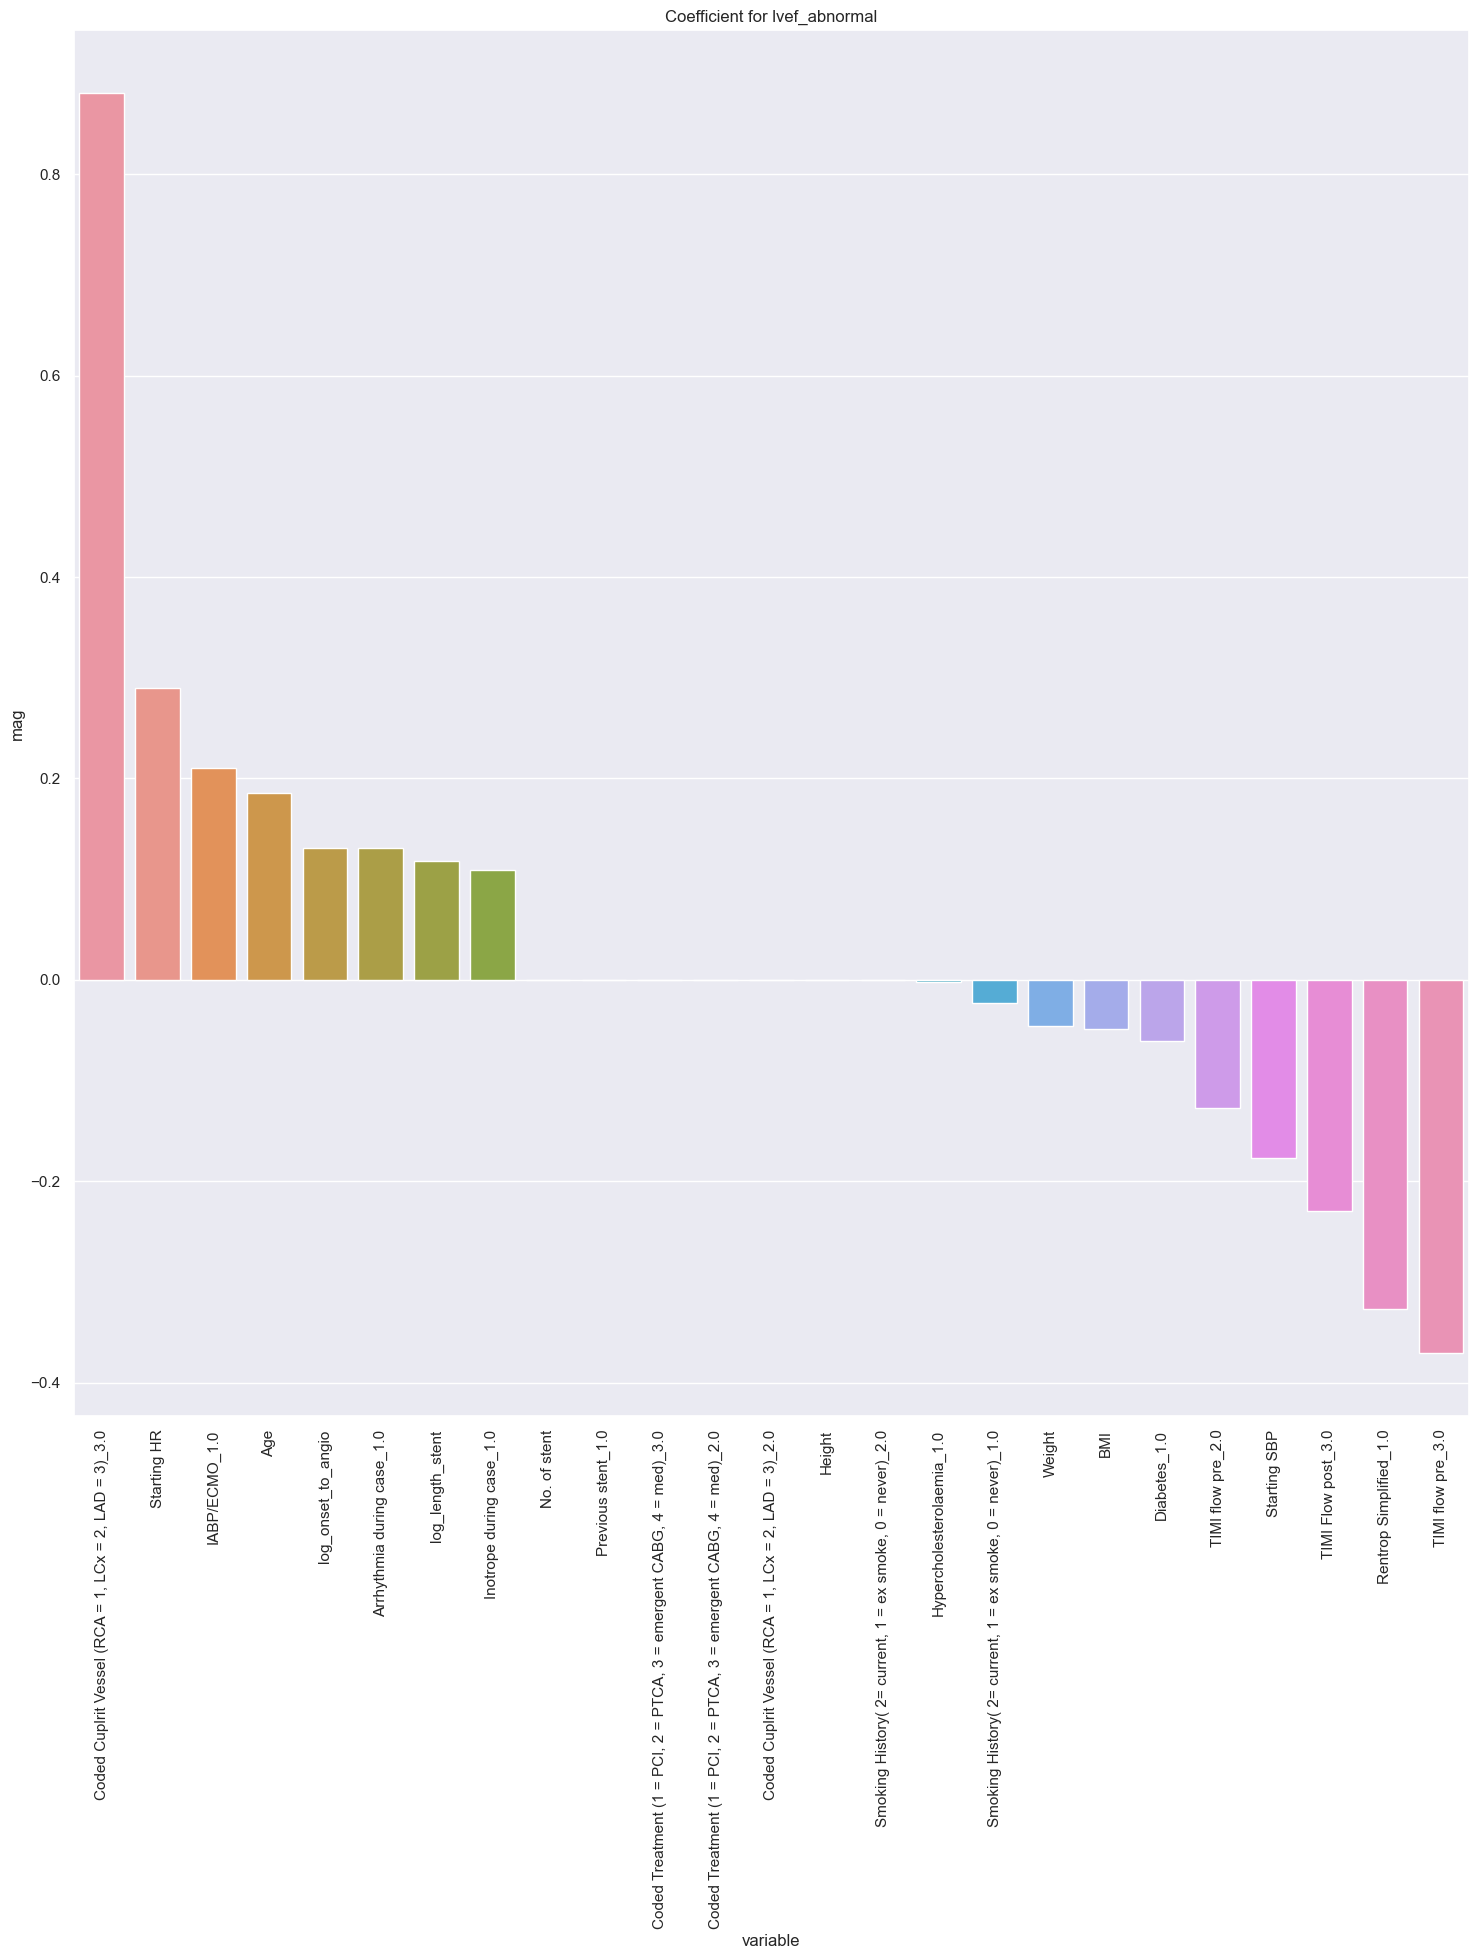 Coefficient for lvef_abnormal
mag
0.8
0.6
0.4
0.2
0.0
−0.2
−0.4
Coded Cuplrit Vessel (RCA = 1, LCx = 2, LAD = 3)_3.0
Starting HR
IABP/ECMO_1.0
Age
log_onset_to_angio
Arrhythmia during case_1.0
log_length_stent
Inotrope during case_1.0
No. of stent
Previous stent_1.0
Coded Treatment (1 = PCI, 2 = PTCA, 3 = emergent CABG, 4 = med)_3.0
Coded Treatment (1 = PCI, 2 = PTCA, 3 = emergent CABG, 4 = med)_2.0
Coded Cuplrit Vessel (RCA = 1, LCx = 2, LAD = 3)_2.0
Height
Smoking History( 2= current, 1 = ex smoke, 0 = never)_2.0
Hypercholesterolaemia_1.0
Smoking History( 2= current, 1 = ex smoke, 0 = never)_1.0
Weight
BMI
Diabetes_1.0
TIMI flow pre_2.0
Starting SBP
TIMI Flow post_3.0
Rentrop Simplified_1.0
TIMI flow pre_3.0
variable